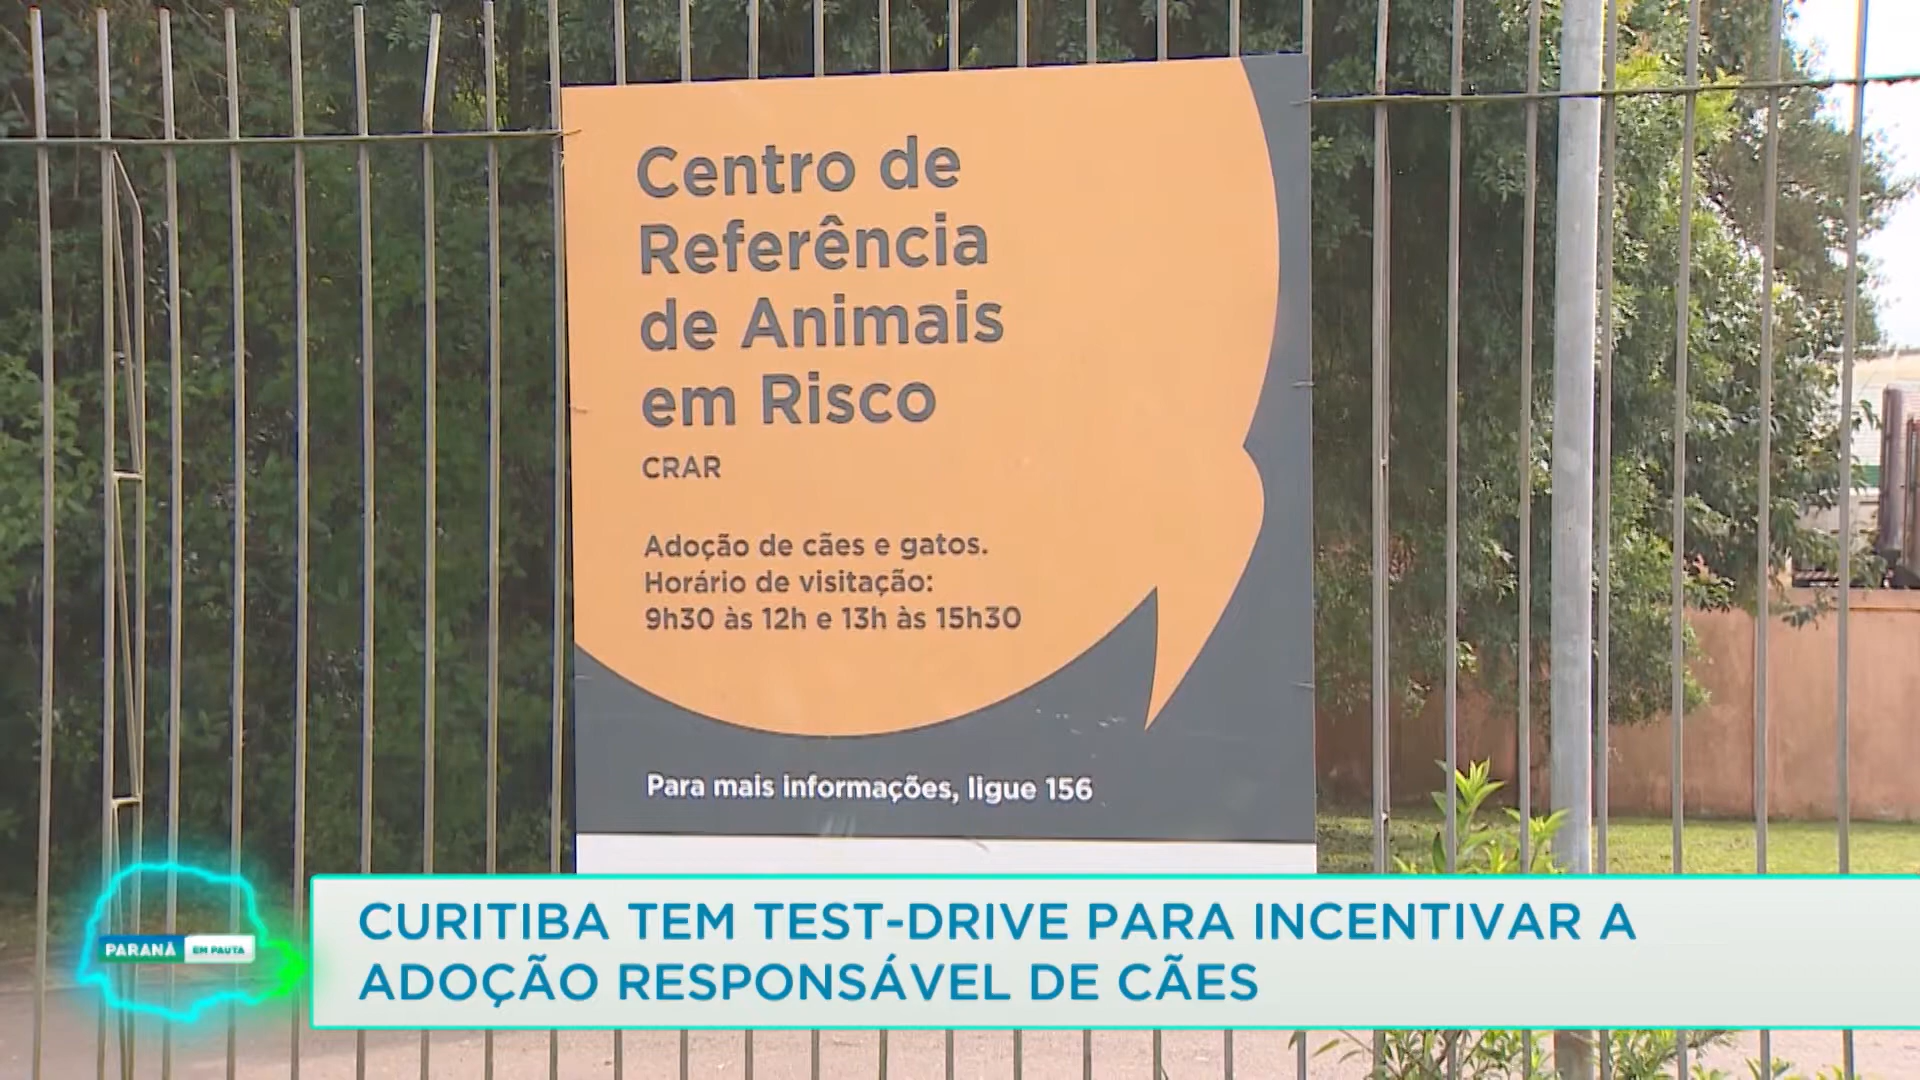 Centro de
Referência
de Animais
em Risco
CRAR
Adoção de cães e gatos.
Horário de visitação:
9h30 às 12h e 13h às 15h30
Para mais informações, ligue 156
PARANÁ EM PAUTA
CURITIBA TEM TEST-DRIVE PARA INCENTIVAR A
ADOÇÃO RESPONSÁVEL DE CÃES